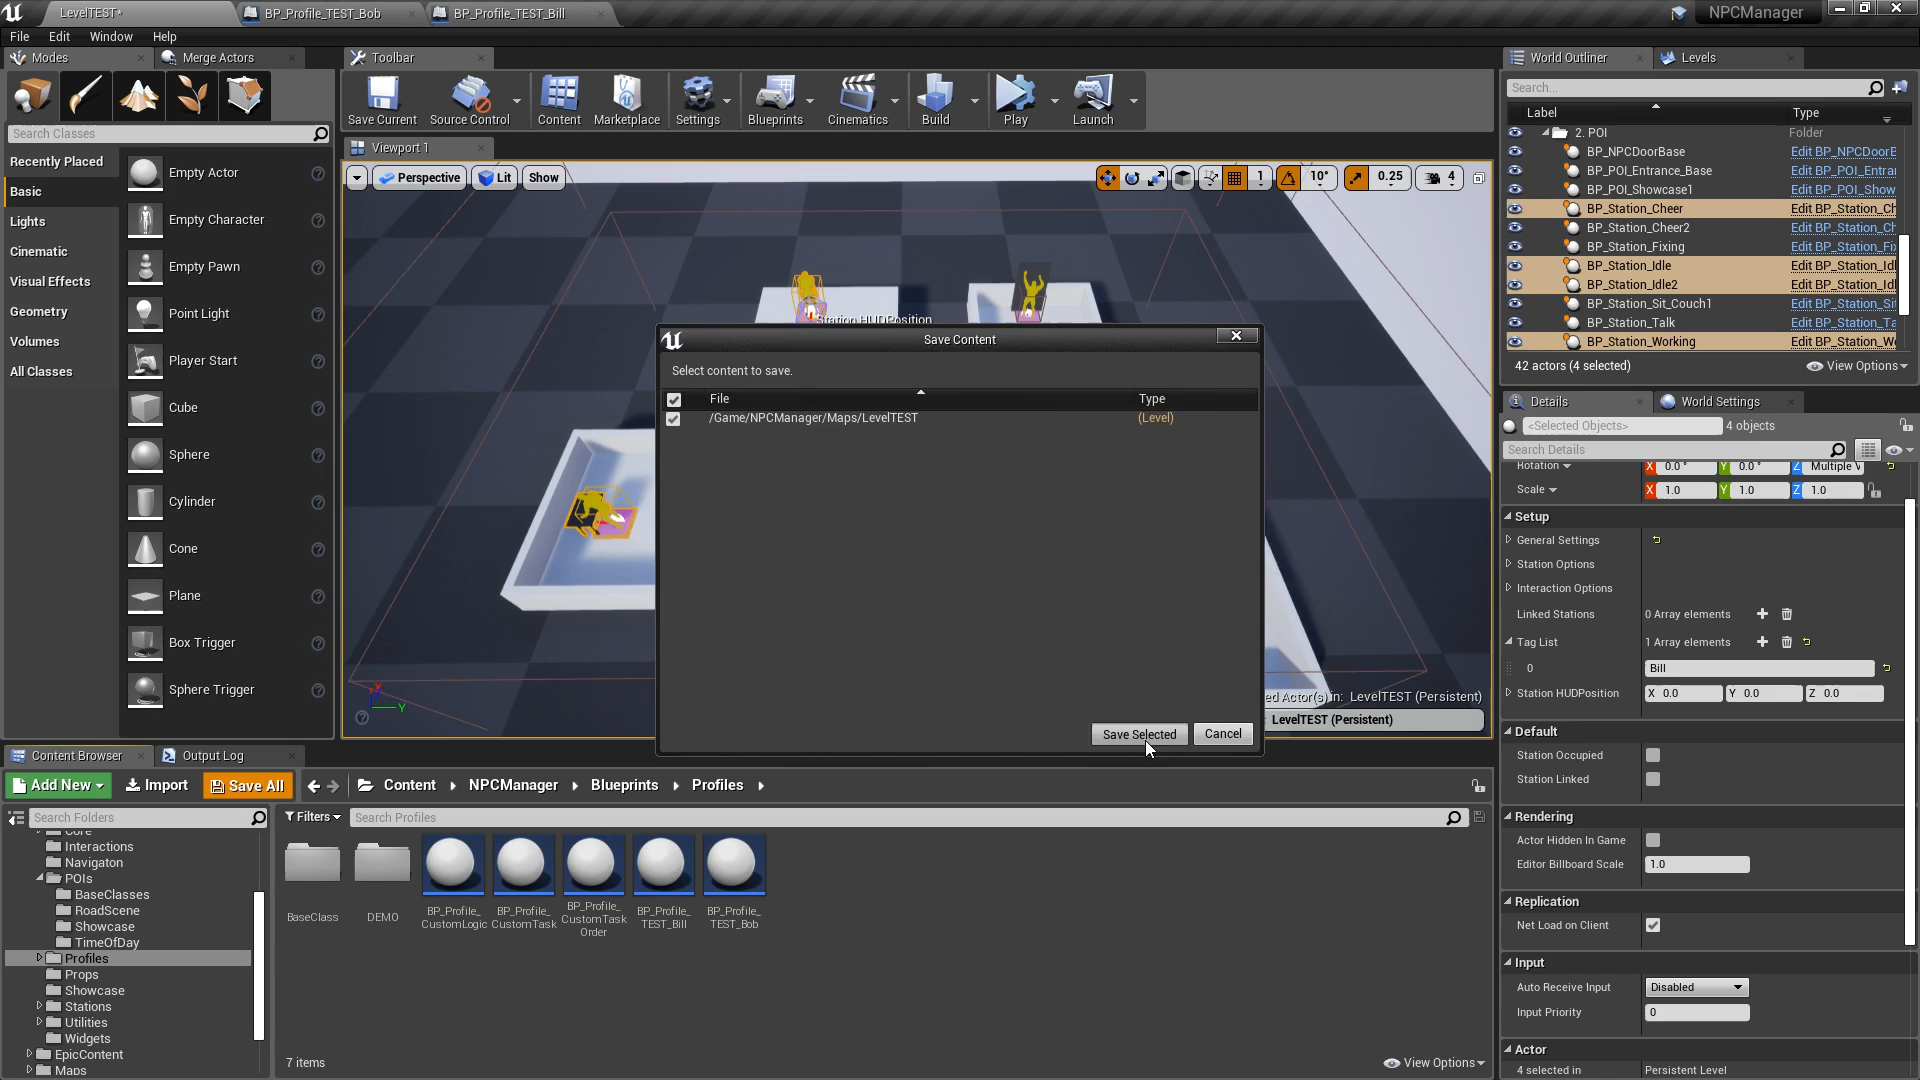 LevelTEST*
BP_Profile_TEST_Bob
BP_Profile_TEST_Bill
NPCManager
File Edit Window Help
Modes
Merge Actors
Toolbar
World Outliner
Levels
Save Current
Source Control
Content
Marketplace
Settings
Blueprints
Cinematics
Build
Play
Launch
Search...
Label
Type
2. POI
Folder
BP_NPCDoorBase
Edit BP_NPCDoorB
BP_POI_Entrance_Base
Edit BP_POI_Entrar
BP_POI_Showcase1
Edit BP_POI_Show
BP_Station_Cheer
Edit BP_Station_Ch
BP_Station_Cheer2
Edit BP_Station_Ch
BP_Station_Fixing
Edit BP_Station_Fix
BP_Station_Idle
Edit BP_Station_Idl
BP_Station_Idle2
Edit BP_Station_Idl
BP_Station_Sit_Couch1
Edit BP_Station_Sit
BP_Station_Talk
Edit BP_Station_Ta
BP_Station_Working
Edit BP_Station_Wo
42 actors (4 selected)
View Options
Search Classes
Recently Placed
Basic
Lights
Cinematic
Visual Effects
Geometry
Volumes
All Classes
Empty Actor
Empty Character
Empty Pawn
Point Light
Player Start
Cube
Sphere
Cylinder
Cone
Plane
Box Trigger
Sphere Trigger
Viewport 1
Perspective
Lit
Show
1
10°
0.25
4
Station HUDPosition
Save Content
Select content to save.
File
Type
/Game/NPCManager/Maps/LevelTEST
(Level)
Save Selected
Cancel
ed Actor(s) in: LevelTEST (Persistent)
: LevelTEST (Persistent)
X
Y
Details
World Settings
<Selected Objects>
4 objects
Search Details
Rotation
X 0.0 °
Y 0.0 °
Z Multiple V
Scale
X 1.0
Y 1.0
Z 1.0
Setup
General Settings
Station Options
Interaction Options
Linked Stations
0 Array elements
Tag List
1 Array elements
0
Bill
Station HUDPosition
X 0.0
Y 0.0
Z 0.0
Default
Station Occupied
Station Linked
Rendering
Actor Hidden In Game
Editor Billboard Scale
1.0
Replication
Net Load on Client
Input
Auto Receive Input
Disabled
Input Priority
0
Actor
4 selected in
Persistent Level
Content Browser
Output Log
Add New
Import
Save All
Content
NPCManager
Blueprints
Profiles
Search Folders
Filters
Search Profiles
Core
Interactions
Navigaton
POIs
BaseClasses
RoadScene
Showcase
TimeOfDay
Profiles
Props
Showcase
Stations
Utilities
Widgets
EpicContent
Maps
BaseClass
DEMO
BP_Profile_
CustomLogic
BP_Profile_
CustomTask
BP_Profile_
CustomTask
Order
BP_Profile_
TEST_Bill
BP_Profile_
TEST_Bob
7 items
View Options